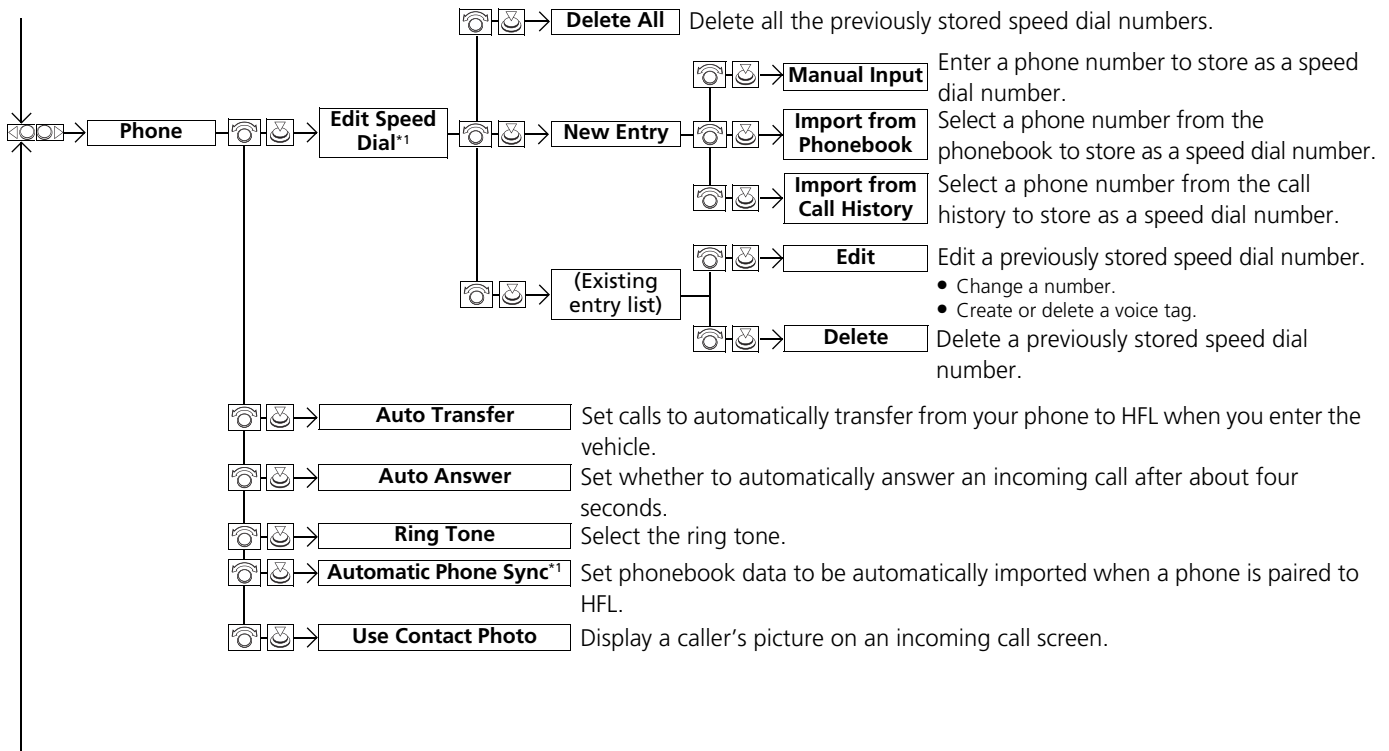 Delete All Delete all the previously stored speed dial numbers.
Manual Input Enter a phone number to store as a speed
dial number.
Phone
Edit Speed
Dial*1
New Entry
Import from
Phonebook
Select a phone number from the
phonebook to store as a speed dial number.
Import from
Call History
Select a phone number from the call
history to store as a speed dial number.
(Existing
entry list)
Edit Edit a previously stored speed dial number.
• Change a number.
• Create or delete a voice tag.
Delete Delete a previously stored speed dial
number.
Auto Transfer Set calls to automatically transfer from your phone to HFL when you enter the
vehicle.
Auto Answer Set whether to automatically answer an incoming call after about four
seconds.
Ring Tone Select the ring tone.
Automatic Phone Sync*1 Set phonebook data to be automatically imported when a phone is paired to
HFL.
Use Contact Photo Display a caller’s picture on an incoming call screen.